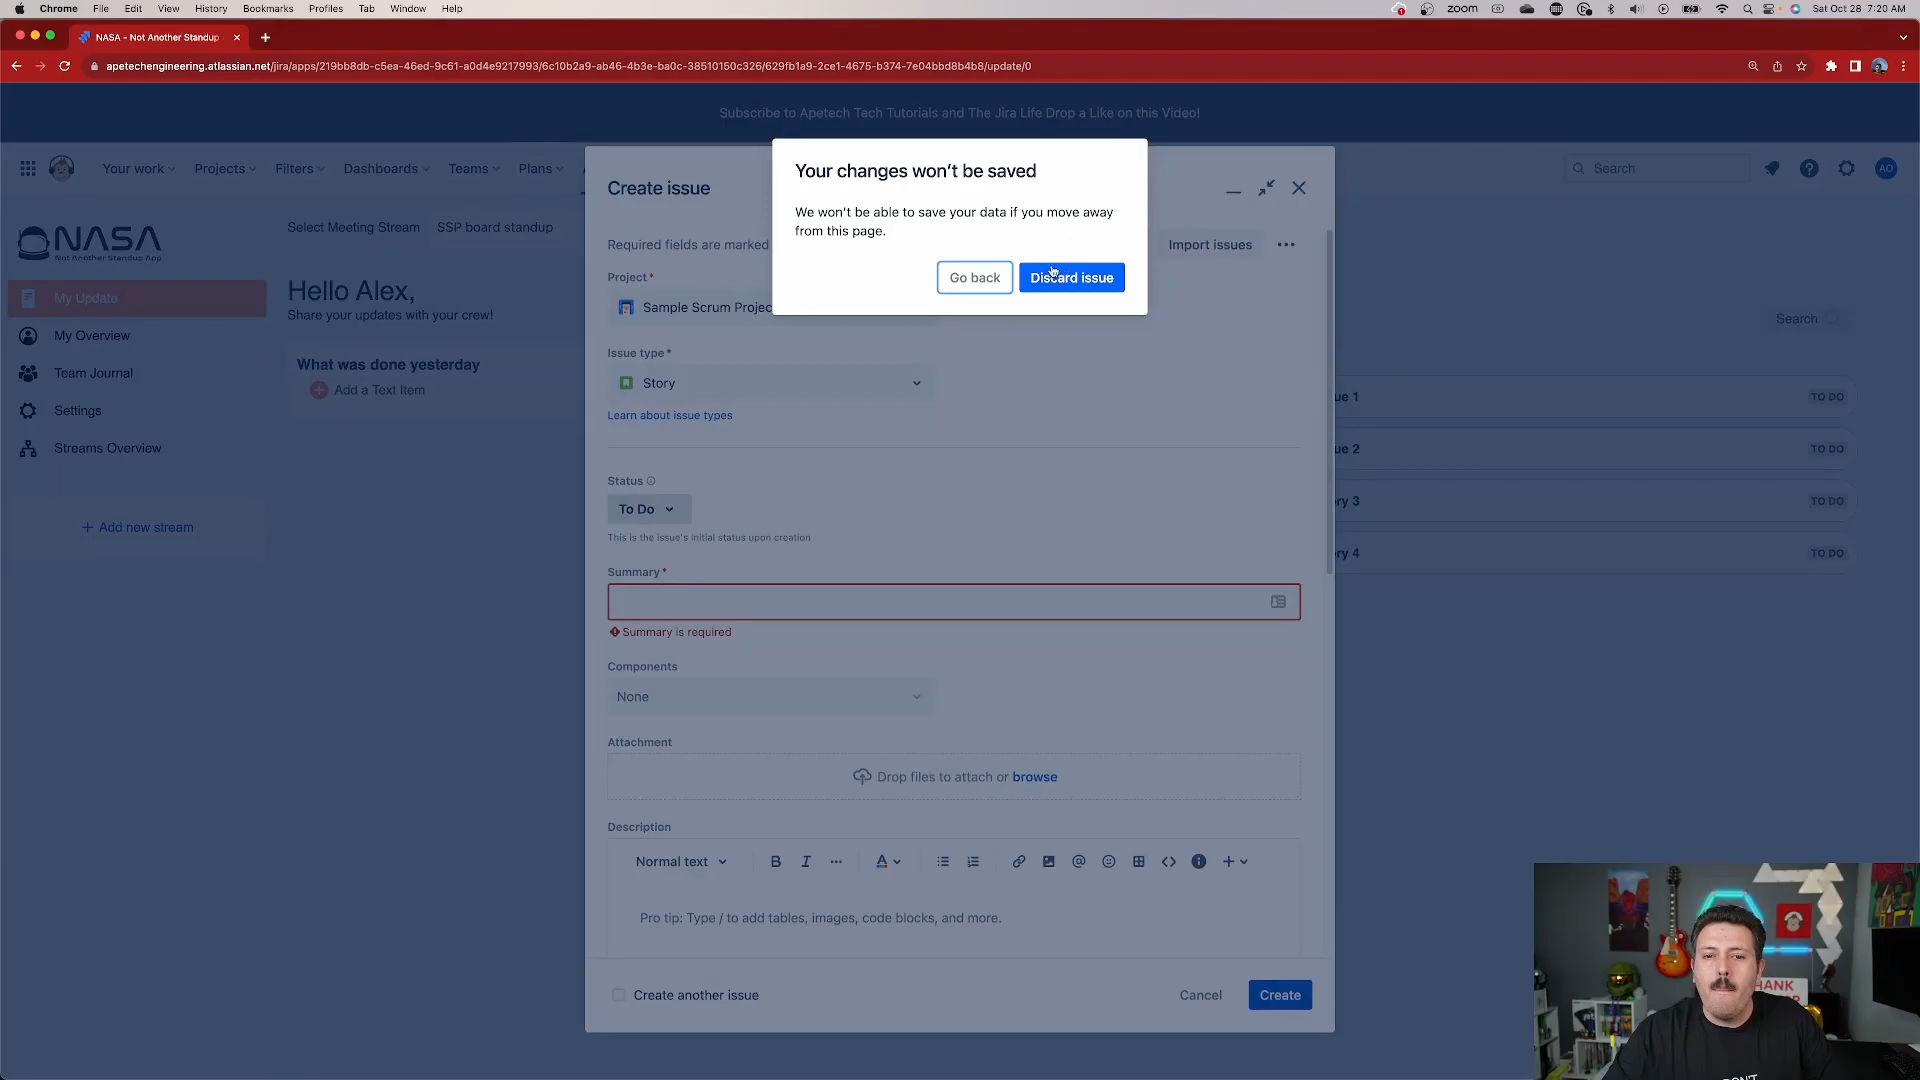 Chrome File Edit View History Bookmarks Profiles Tab Window Help
zoom Sat Oct 28 7:20 AM
NASA - Not Another Standup
apetechengineering.atlassian.net/jira/apps/219bb8db-c5ea-46ed-9c61-a0d4e9217993/6c10b2a9-ab46-4b3e-ba0c-38510150c326/629fb1a9-2ce1-4675-b374-7e04bbd8b4b8/update/0
Subscribe to Apetech Tech Tutorials and The Jira Life Drop a Like on this Video!
Your work Projects Filters Dashboards Teams Plans
Search
AO
NASA
Not Another Standup App
My Update
My Overview
Team Journal
Settings
Streams Overview
+ Add new stream
Select Meeting Stream SSP board standup
Hello Alex,
Share your updates with your crew!
What was done yesterday
Add a Text Item
Create issue
Your changes won't be saved
We won't be able to save your data if you move away
from this page.
Go back Discard issue
Required fields are marked
Import issues
Project *
Sample Scrum Projec
Issue type *
Story
Learn about issue types
Status
To Do
This is the issue's initial status upon creation
Summary *
Summary is required
Components
None
Attachment
Drop files to attach or browse
Description
Normal text B I ... A
Pro tip: Type / to add tables, images, code blocks, and more.
Create another issue
Cancel Create
Search
ue 1 TO DO
ue 2 TO DO
ry 3 TO DO
ry 4 TO DO